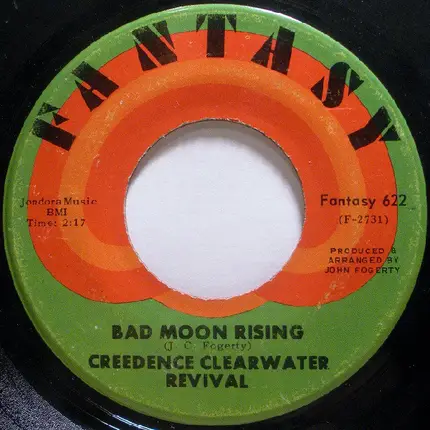 FANTASY
Jondora Music
BMI
Time: 2:17
Fantasy 622
(F-2731)
PRODUCED &
ARRANGED BY
JOHN FOGERTY
BAD MOON RISING
(J. C. Fogerty)
CREEDENCE CLEARWATER
REVIVAL